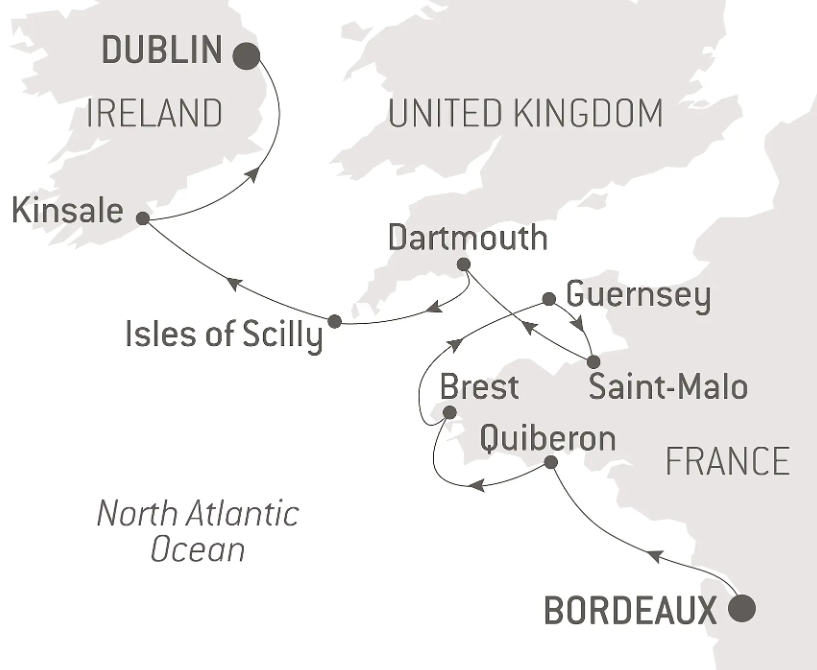 DUBLIN
IRELAND
UNITED KINGDOM
Kinsale
Dartmouth
Guernsey
Isles of Scilly
Brest
Saint-Malo
Quiberon
FRANCE
North Atlantic
Ocean
BORDEAUX